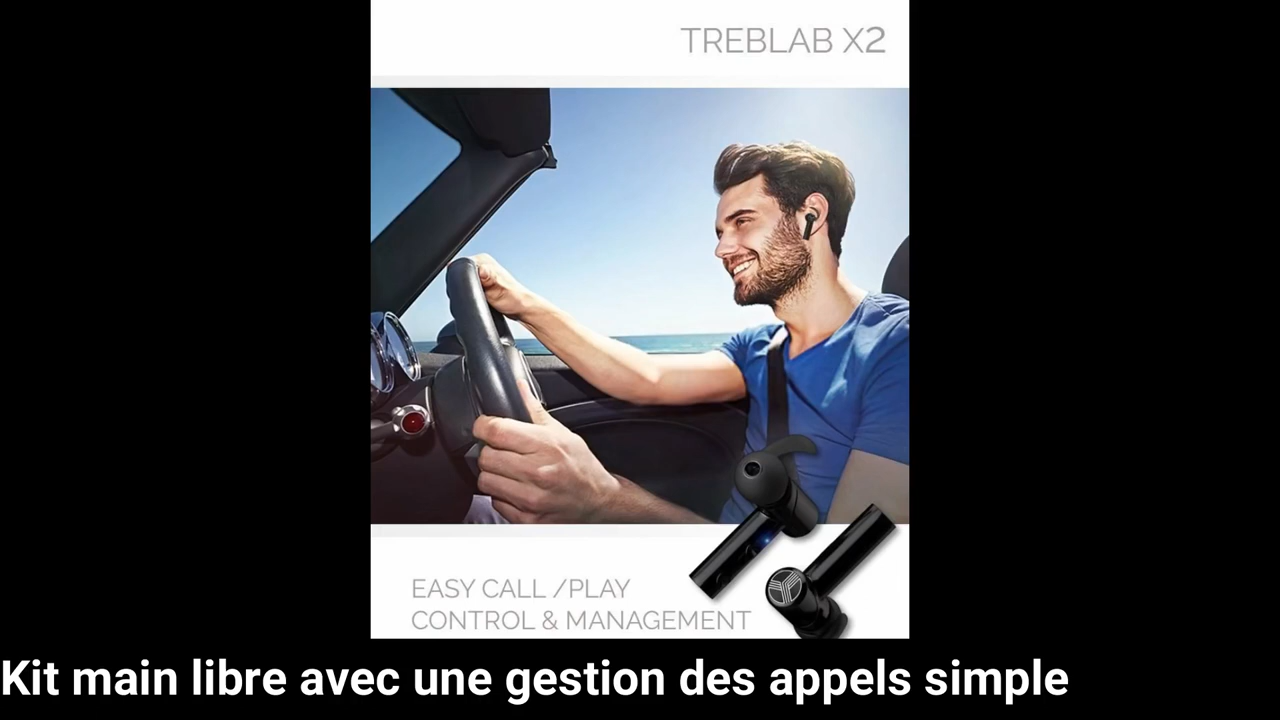 TREBLAB X2
EASY CALL /PLAY
CONTROL & MANAGEMENT
Kit main libre avec une gestion des appels simple